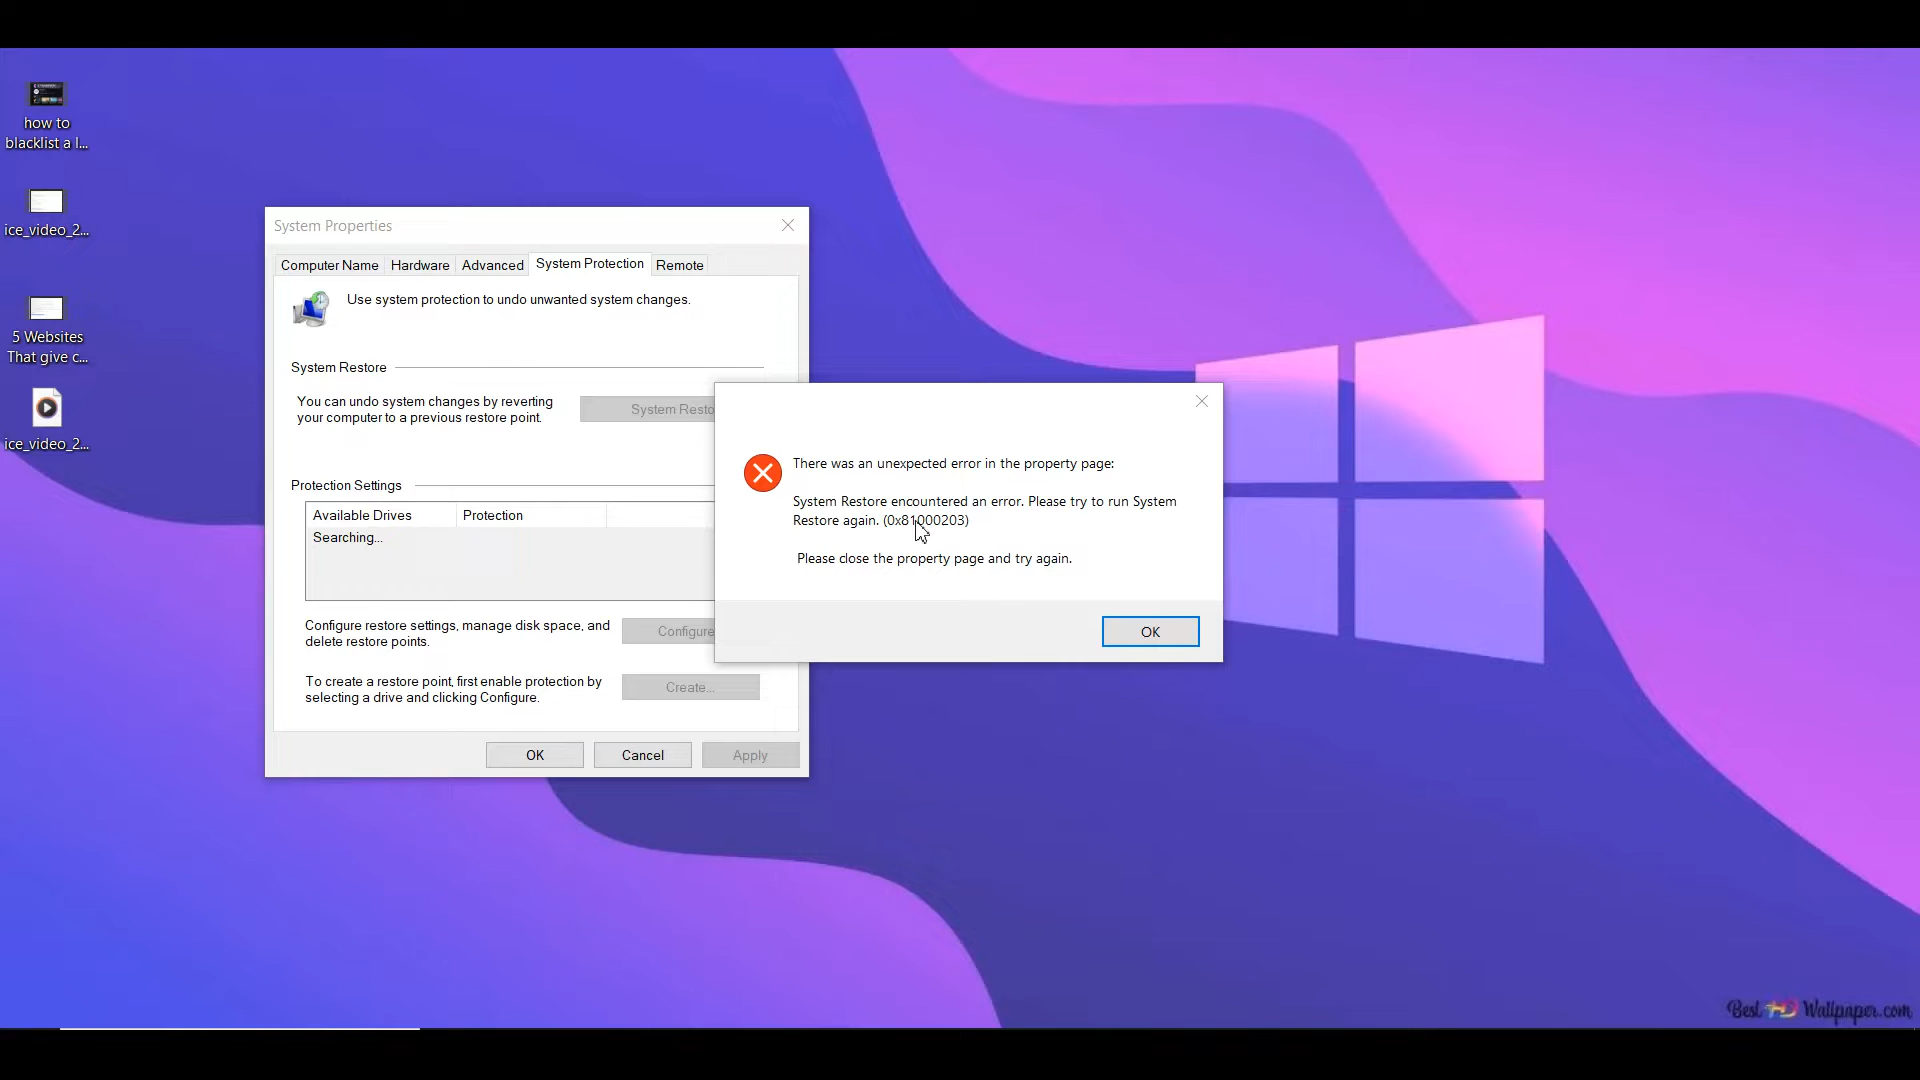 how to
blacklist a l...
ice_video_2...
5 Websites
That give c...
ice_video_2...
System Properties
Computer Name
Hardware
Advanced
System Protection
Remote
Use system protection to undo unwanted system changes.
System Restore
You can undo system changes by reverting
your computer to a previous restore point.
System Resto
Protection Settings
Available Drives
Protection
Searching...
Configure restore settings, manage disk space, and
delete restore points.
Configure
To create a restore point, first enable protection by
selecting a drive and clicking Configure.
Create...
OK
Cancel
Apply
There was an unexpected error in the property page:
System Restore encountered an error. Please try to run System
Restore again. (0x81000203)
Please close the property page and try again.
OK
Best HD Wallpaper.com